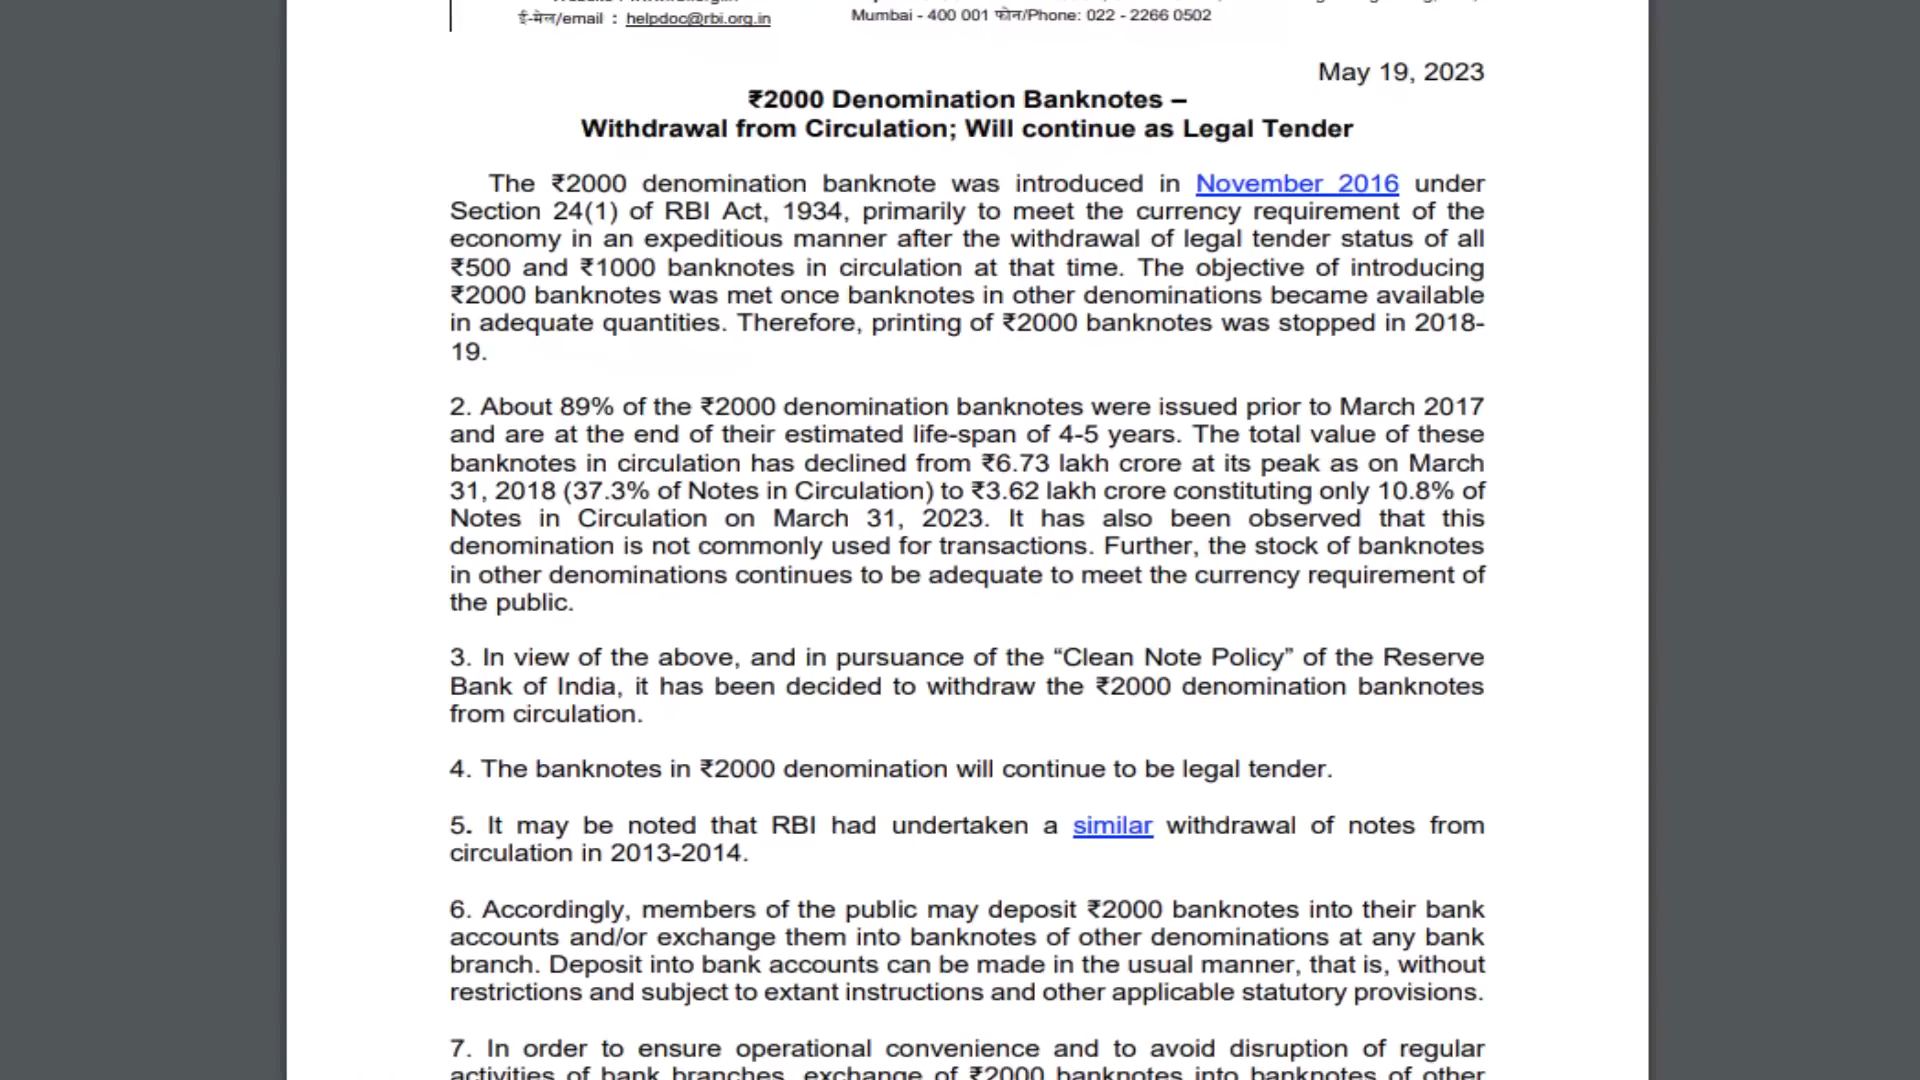 ई-मेल/email : helpdoc@rbi.org.in
Mumbai - 400 001 फोन/Phone: 022 - 2266 0502
May 19, 2023
₹2000 Denomination Banknotes –
Withdrawal from Circulation; Will continue as Legal Tender
The ₹2000 denomination banknote was introduced in November 2016 under
Section 24(1) of RBI Act, 1934, primarily to meet the currency requirement of the
economy in an expeditious manner after the withdrawal of legal tender status of all
₹500 and ₹1000 banknotes in circulation at that time. The objective of introducing
₹2000 banknotes was met once banknotes in other denominations became available
in adequate quantities. Therefore, printing of ₹2000 banknotes was stopped in 2018-
19.
2. About 89% of the ₹2000 denomination banknotes were issued prior to March 2017
and are at the end of their estimated life-span of 4-5 years. The total value of these
banknotes in circulation has declined from ₹6.73 lakh crore at its peak as on March
31, 2018 (37.3% of Notes in Circulation) to ₹3.62 lakh crore constituting only 10.8% of
Notes in Circulation on March 31, 2023. It has also been observed that this
denomination is not commonly used for transactions. Further, the stock of banknotes
in other denominations continues to be adequate to meet the currency requirement of
the public.
3. In view of the above, and in pursuance of the “Clean Note Policy” of the Reserve
Bank of India, it has been decided to withdraw the ₹2000 denomination banknotes
from circulation.
4. The banknotes in ₹2000 denomination will continue to be legal tender.
5. It may be noted that RBI had undertaken a similar withdrawal of notes from
circulation in 2013-2014.
6. Accordingly, members of the public may deposit ₹2000 banknotes into their bank
accounts and/or exchange them into banknotes of other denominations at any bank
branch. Deposit into bank accounts can be made in the usual manner, that is, without
restrictions and subject to extant instructions and other applicable statutory provisions.
7. In order to ensure operational convenience and to avoid disruption of regular
activities of bank branches, exchange of ₹2000 banknotes into banknotes of other